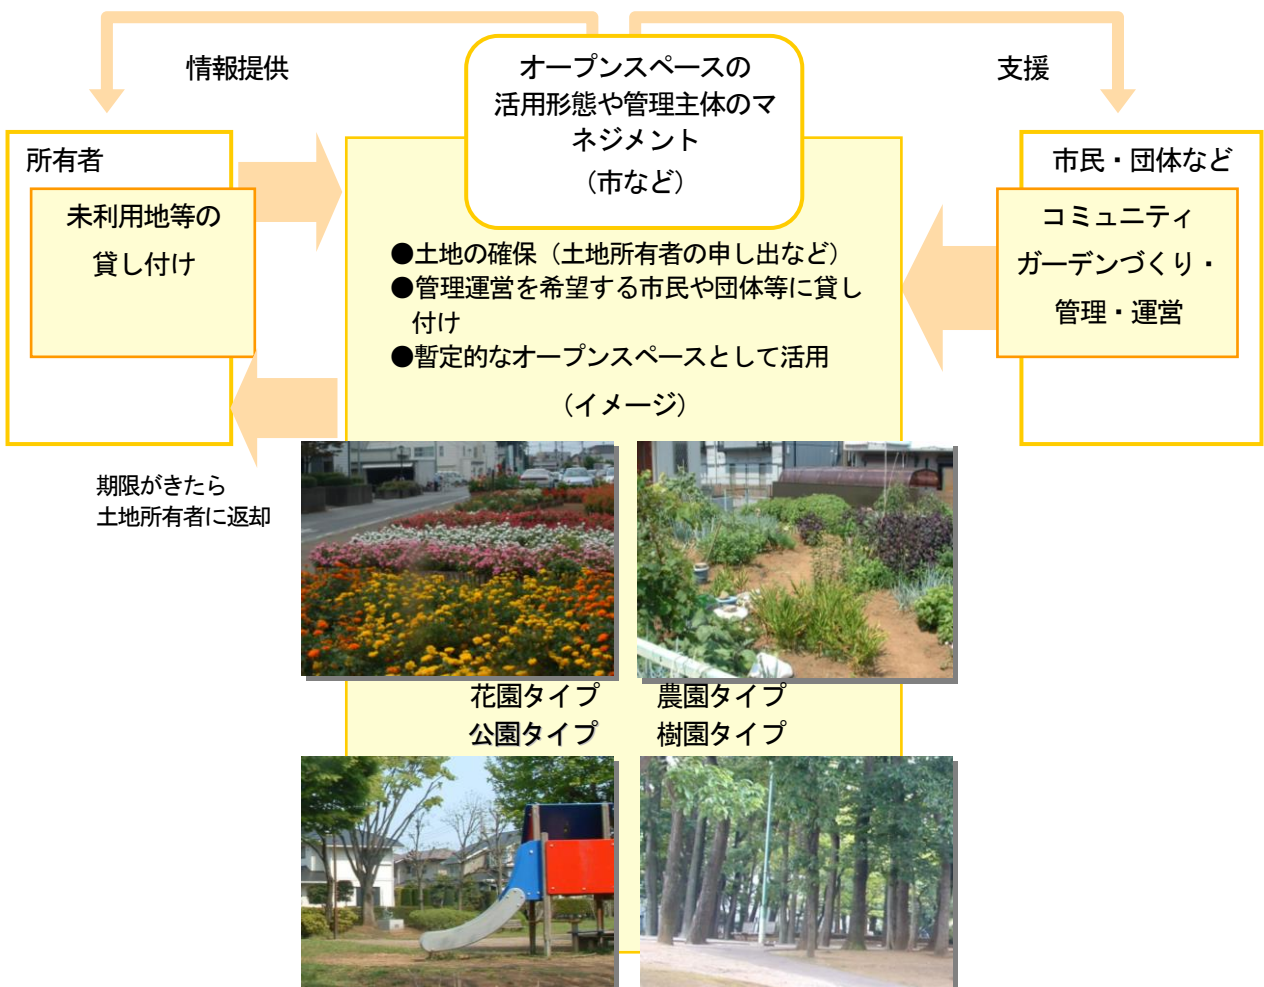 情報提供
オープンスペースの
活用形態や管理主体のマ
ネジメント
（市など）
支援
所有者
未利用地等の
貸し付け
市民・団体など
コミュニティ
ガーデンづくり・
管理・運営
●土地の確保（土地所有者の申し出など）
●管理運営を希望する市民や団体等に貸し
付け
●暫定的なオープンスペースとして活用
（イメージ）
期限がきたら
土地所有者に返却
花園タイプ
農園タイプ
公園タイプ
樹園タイプ